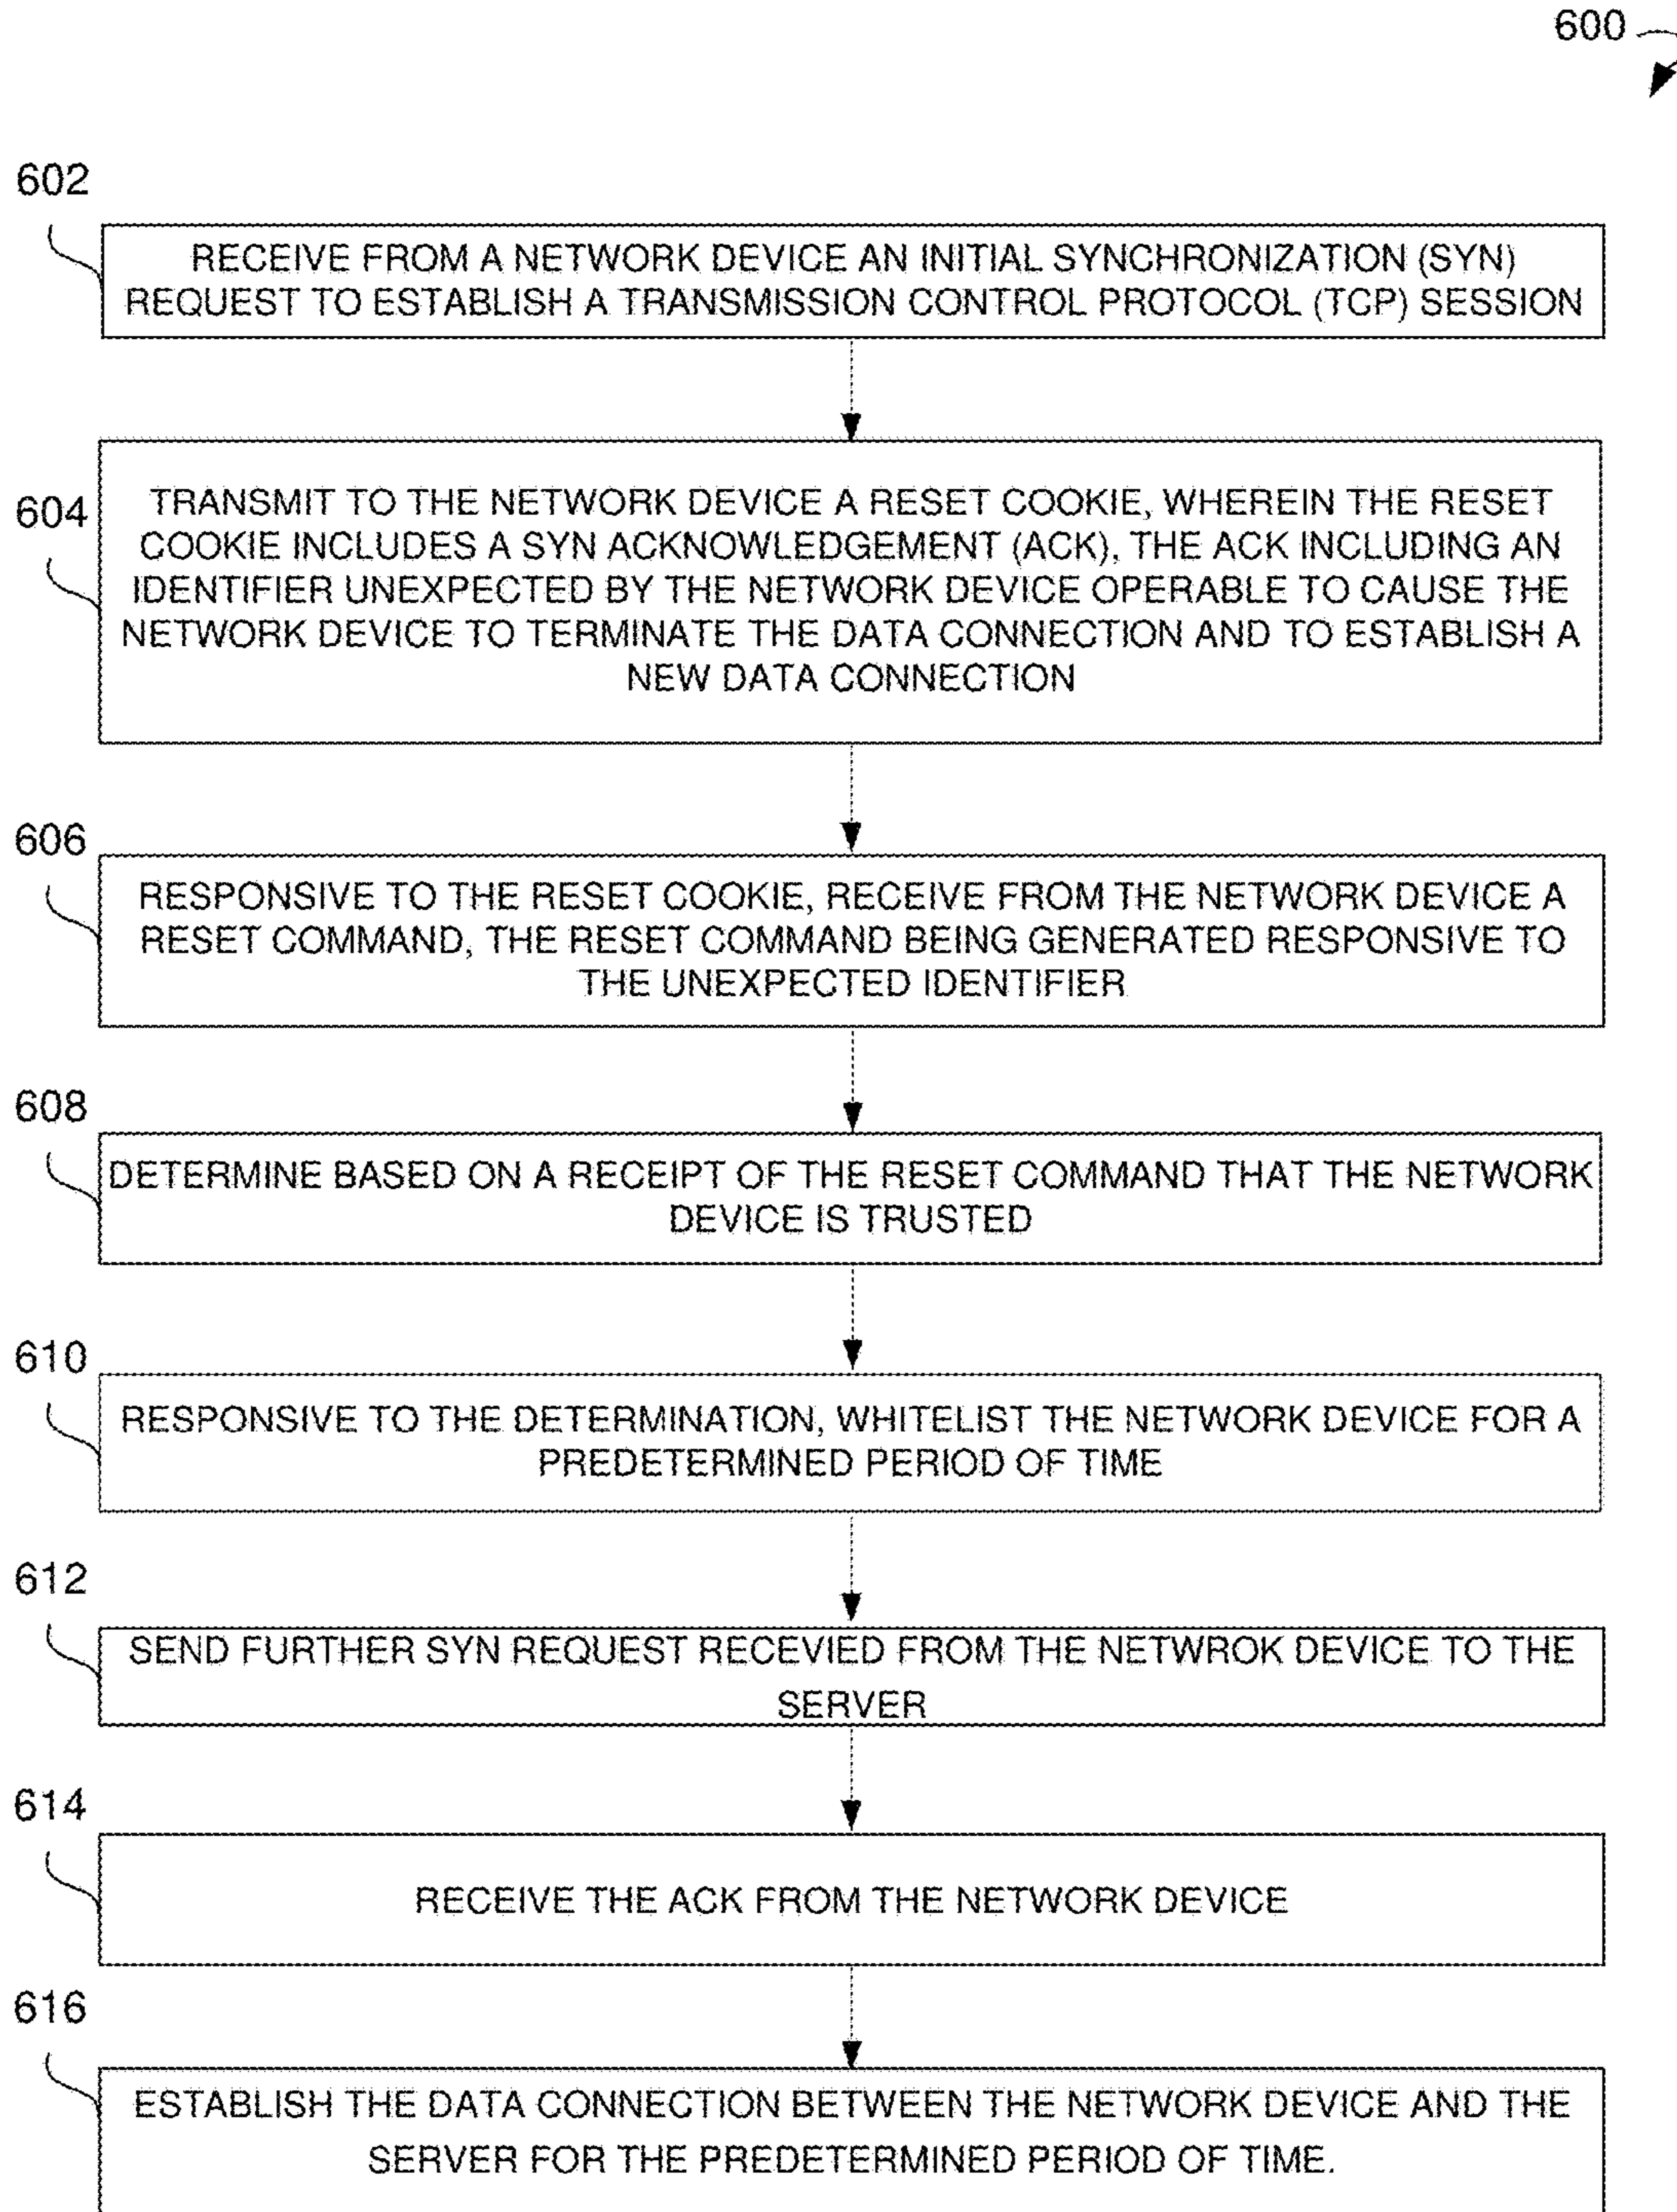 600
602
RECEIVE FROM A NETWORK DEVICE AN INITIAL SYNCHRONIZATION (SYN)
REQUEST TO ESTABLISH A TRANSMISSION CONTROL PROTOCOL (TCP) SESSION
604
TRANSMIT TO THE NETWORK DEVICE A RESET COOKIE, WHEREIN THE RESET
COOKIE INCLUDES A SYN ACKNOWLEDGEMENT (ACK), THE ACK INCLUDING AN
IDENTIFIER UNEXPECTED BY THE NETWORK DEVICE OPERABLE TO CAUSE THE
NETWORK DEVICE TO TERMINATE THE DATA CONNECTION AND TO ESTABLISH A
NEW DATA CONNECTION
606
RESPONSIVE TO THE RESET COOKIE, RECEIVE FROM THE NETWORK DEVICE A
RESET COMMAND, THE RESET COMMAND BEING GENERATED RESPONSIVE TO
THE UNEXPECTED IDENTIFIER
608
DETERMINE BASED ON A RECEIPT OF THE RESET COMMAND THAT THE NETWORK
DEVICE IS TRUSTED
610
RESPONSIVE TO THE DETERMINATION, WHITELIST THE NETWORK DEVICE FOR A
PREDETERMINED PERIOD OF TIME
612
SEND FURTHER SYN REQUEST RECEVIED FROM THE NETWROK DEVICE TO THE
SERVER
614
RECEIVE THE ACK FROM THE NETWORK DEVICE
616
ESTABLISH THE DATA CONNECTION BETWEEN THE NETWORK DEVICE AND THE
SERVER FOR THE PREDETERMINED PERIOD OF TIME.